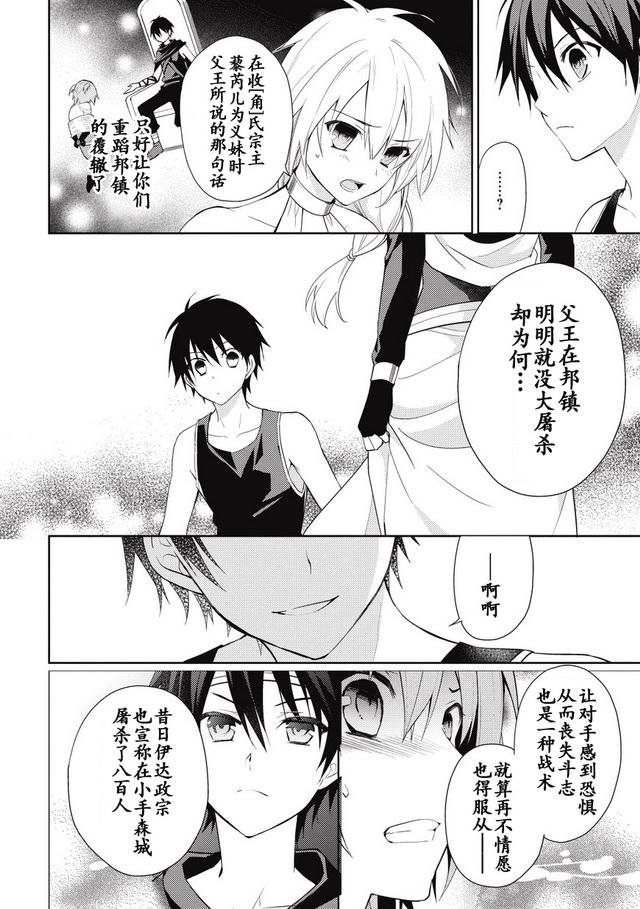 …?
在收[角]氏宗主
藜芮儿为义妹时
父王所说的那句话
只好让你们
重蹈邦镇
的覆辙了
父王在邦镇
明明就没大屠杀
却为何…
——啊啊
让对手感到恐惧
从而丧失斗志
也是一种战术
就算再不情愿
也得服从——
昔日伊达政宗
也宣称在小手森城
屠杀了八百人